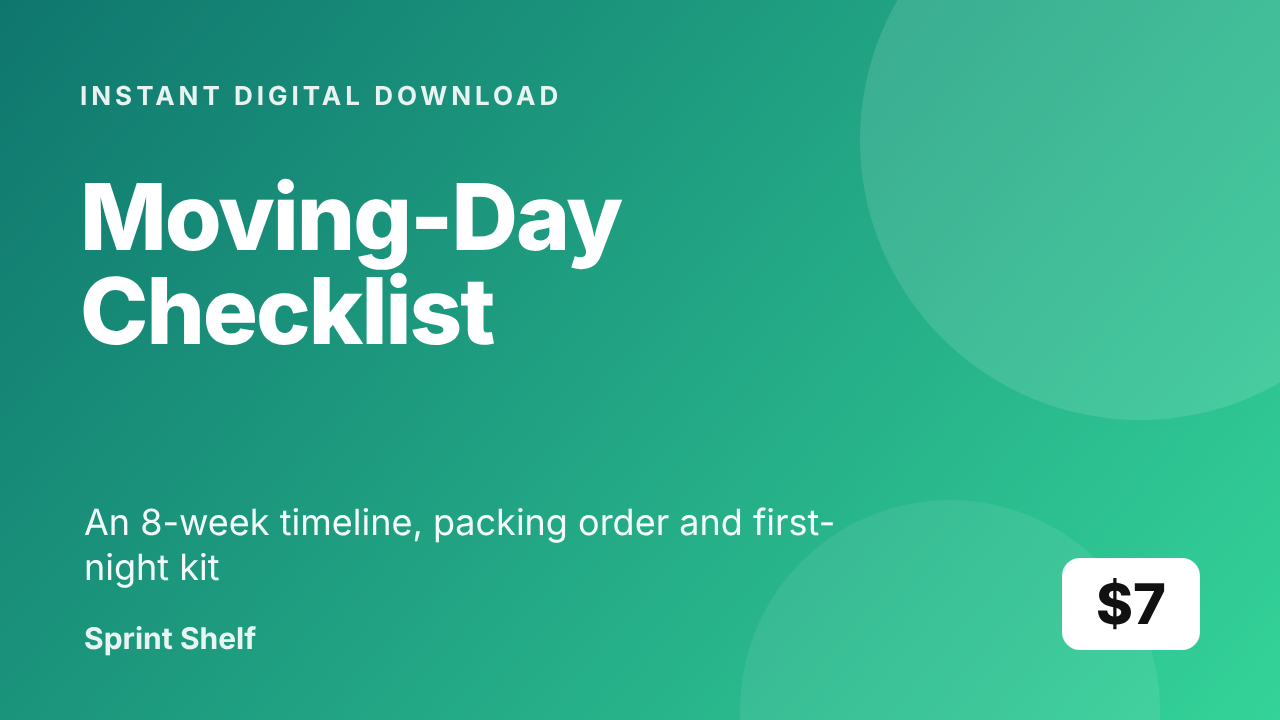 INSTANT DIGITAL DOWNLOAD
Moving-Day
Checklist
An 8-week timeline, packing order and first-
night kit
Sprint Shelf
$7